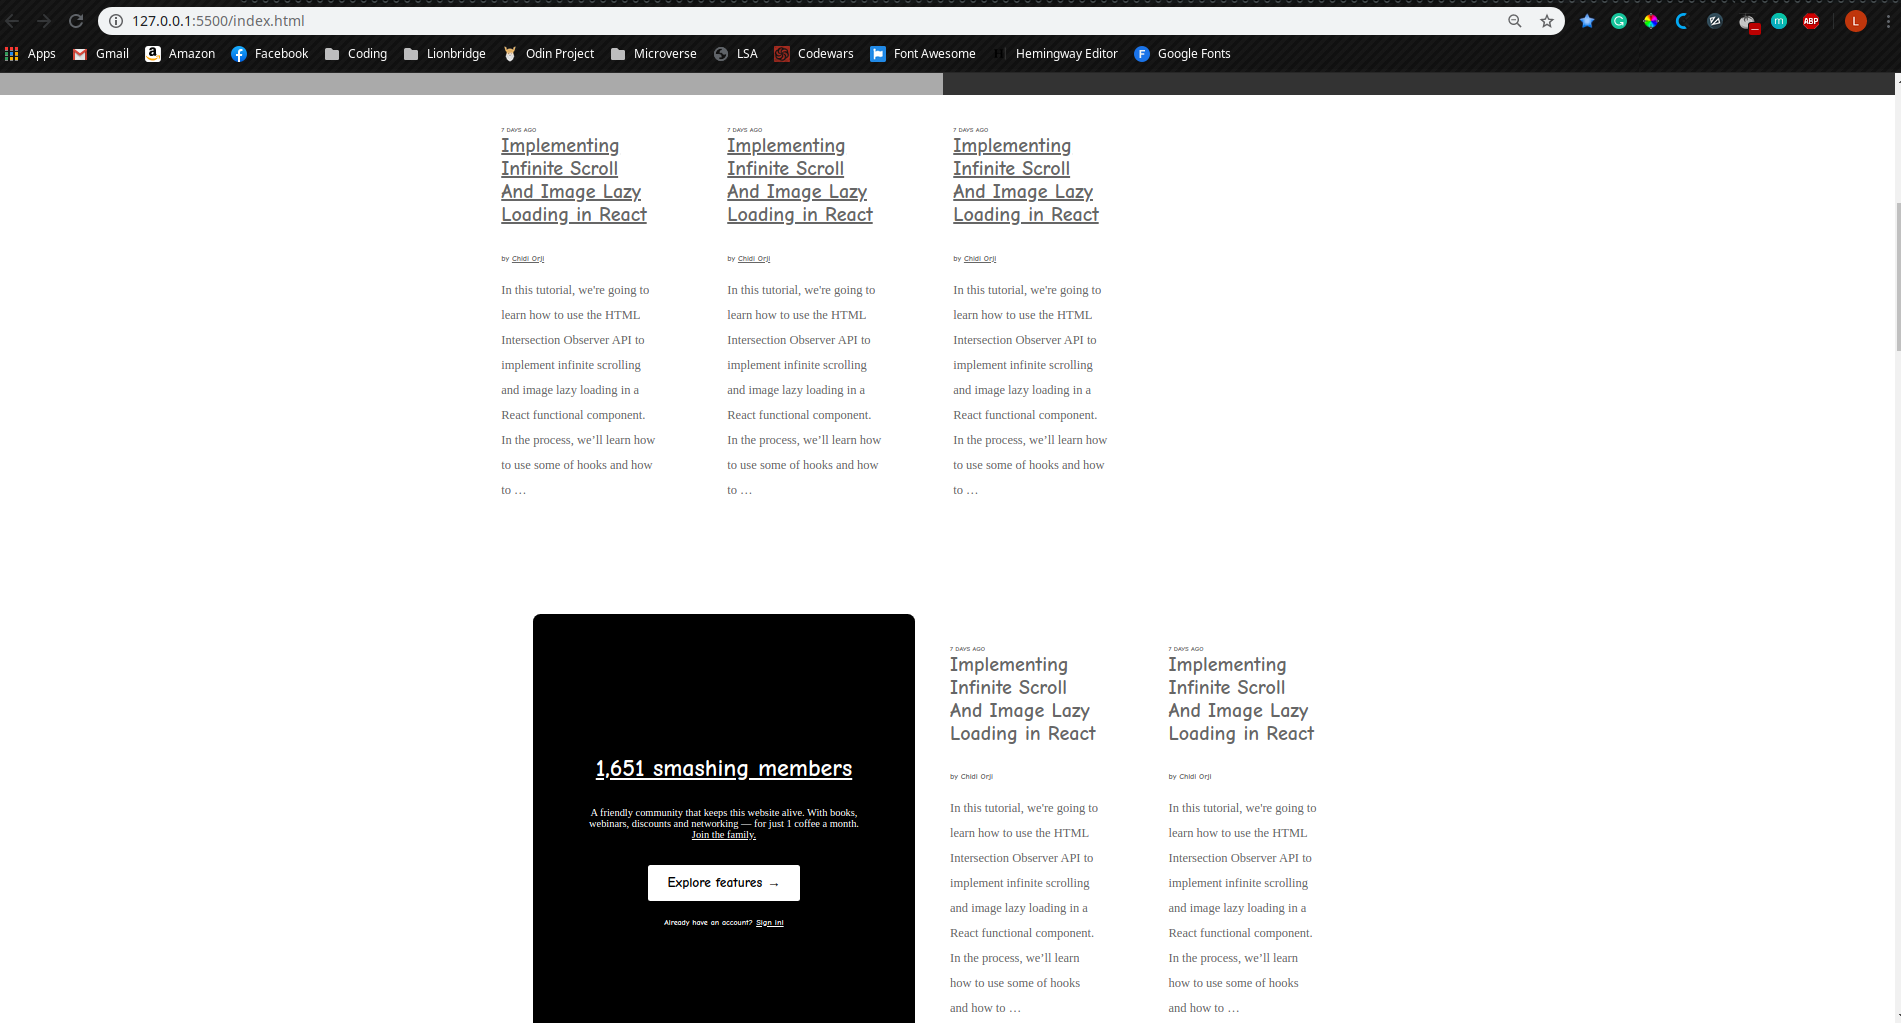 127.0.0.1:5500/index.html
ABP
L
Apps Gmail Amazon Facebook Coding Lionbridge Odin Project Microverse LSA Codewars Font Awesome Hemingway Editor Google Fonts
7 DAYS AGO
Implementing
Infinite Scroll
And Image Lazy
Loading in React
by Chidi Orji
In this tutorial, we're going to
learn how to use the HTML
Intersection Observer API to
implement infinite scrolling
and image lazy loading in a
React functional component.
In the process, we’ll learn how
to use some of hooks and how
to …
7 DAYS AGO
Implementing
Infinite Scroll
And Image Lazy
Loading in React
by Chidi Orji
In this tutorial, we're going to
learn how to use the HTML
Intersection Observer API to
implement infinite scrolling
and image lazy loading in a
React functional component.
In the process, we’ll learn how
to use some of hooks and how
to …
7 DAYS AGO
Implementing
Infinite Scroll
And Image Lazy
Loading in React
by Chidi Orji
In this tutorial, we're going to
learn how to use the HTML
Intersection Observer API to
implement infinite scrolling
and image lazy loading in a
React functional component.
In the process, we’ll learn how
to use some of hooks and how
to …
1,651 smashing members
A friendly community that keeps this website alive. With books,
webinars, discounts and networking — for just 1 coffee a month.
Join the family.
Explore features →
Already have an account? Sign in!
7 DAYS AGO
Implementing
Infinite Scroll
And Image Lazy
Loading in React
by Chidi Orji
In this tutorial, we're going to
learn how to use the HTML
Intersection Observer API to
implement infinite scrolling
and image lazy loading in a
React functional component.
In the process, we’ll learn
how to use some of hooks
and how to …
7 DAYS AGO
Implementing
Infinite Scroll
And Image Lazy
Loading in React
by Chidi Orji
In this tutorial, we're going to
learn how to use the HTML
Intersection Observer API to
implement infinite scrolling
and image lazy loading in a
React functional component.
In the process, we’ll learn
how to use some of hooks
and how to …